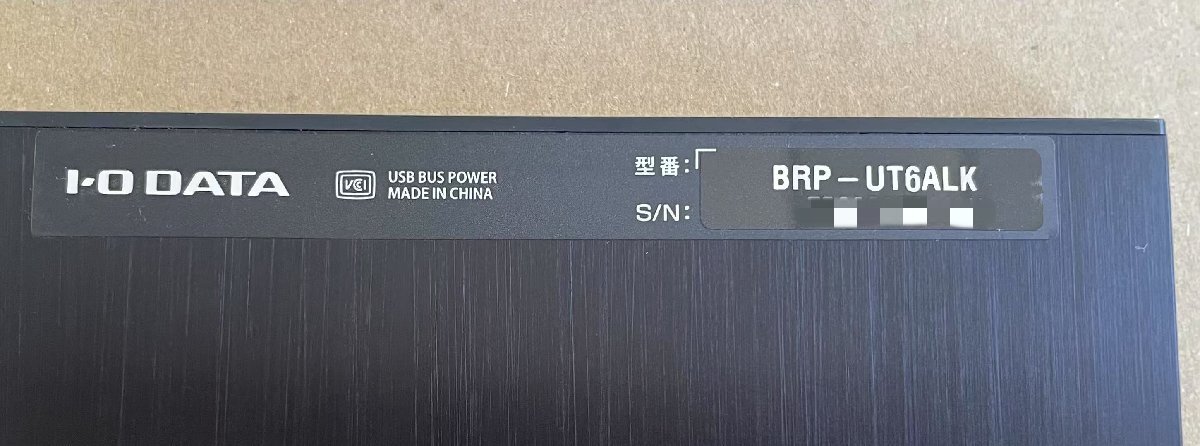 I-O DATA
VCCI
USB BUS POWER
MADE IN CHINA
型番:
BRP-UT6ALK
S/N: